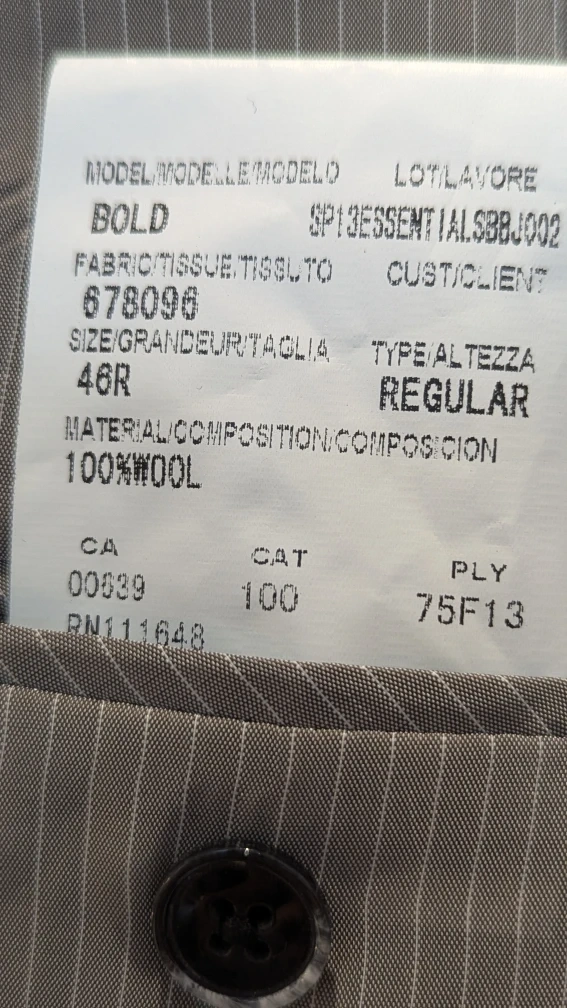 MODEL/MODELLE/MODELO LOT/LAVORE
BOLD SP13ESSENTIALSBBJ002
FABRIC/TISSUE/TISSUTO CUST/CLIENT
678096
SIZE/GRANDEUR/TAGLIA TYPE/ALTEZZA
46R REGULAR
MATERIAL/COMPOSITION/COMPOSICION
100%WOOL
CA CAT PLY
00639 100 75F13
RN111648